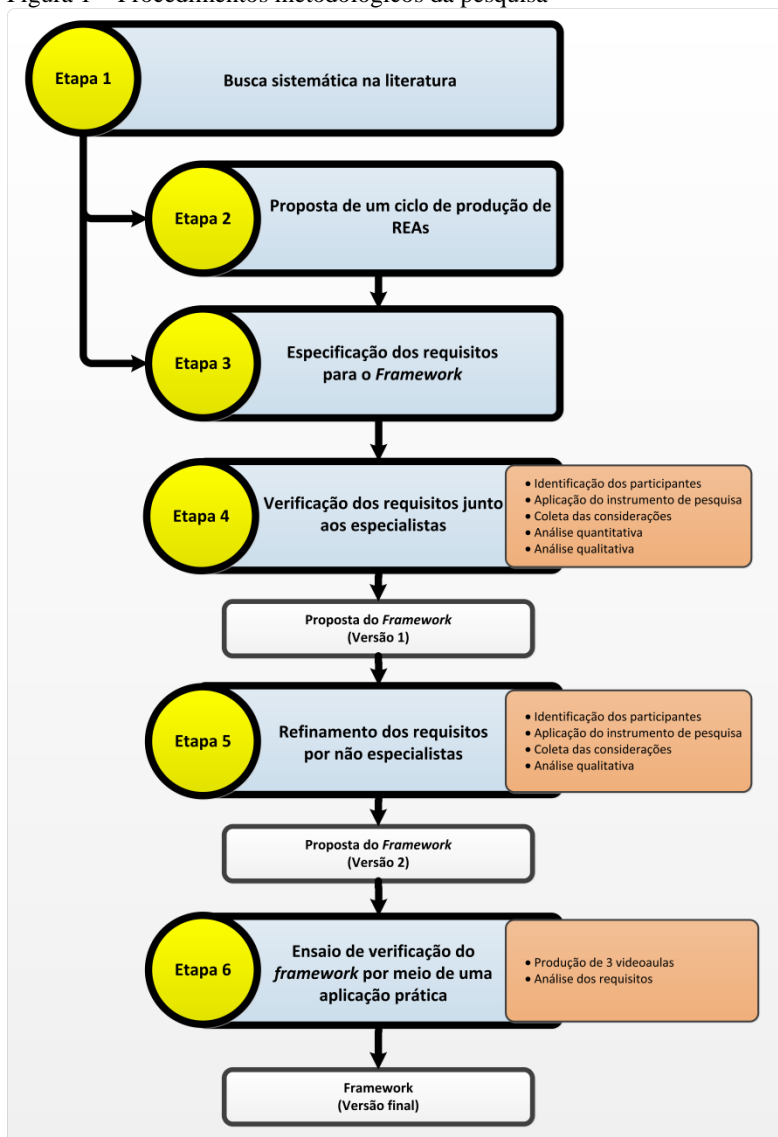 Figura 1 – Procedimentos metodológicos da pesquisa
Etapa 1
Busca sistemática na literatura
Etapa 2
Proposta de um ciclo de produção de
REAs
Etapa 3
Especificação dos requisitos
para o Framework
Etapa 4
Verificação dos requisitos junto
aos especialistas
• Identificação dos participantes
• Aplicação do instrumento de pesquisa
• Coleta das considerações
• Análise quantitativa
• Análise qualitativa
Proposta do Framework
(Versão 1)
Etapa 5
Refinamento dos requisitos
por não especialistas
• Identificação dos participantes
• Aplicação do instrumento de pesquisa
• Coleta das considerações
• Análise qualitativa
Proposta do Framework
(Versão 2)
Etapa 6
Ensaio de verificação do
framework por meio de uma
aplicação prática
• Produção de 3 videoaulas
• Análise dos requisitos
Framework
(Versão final)